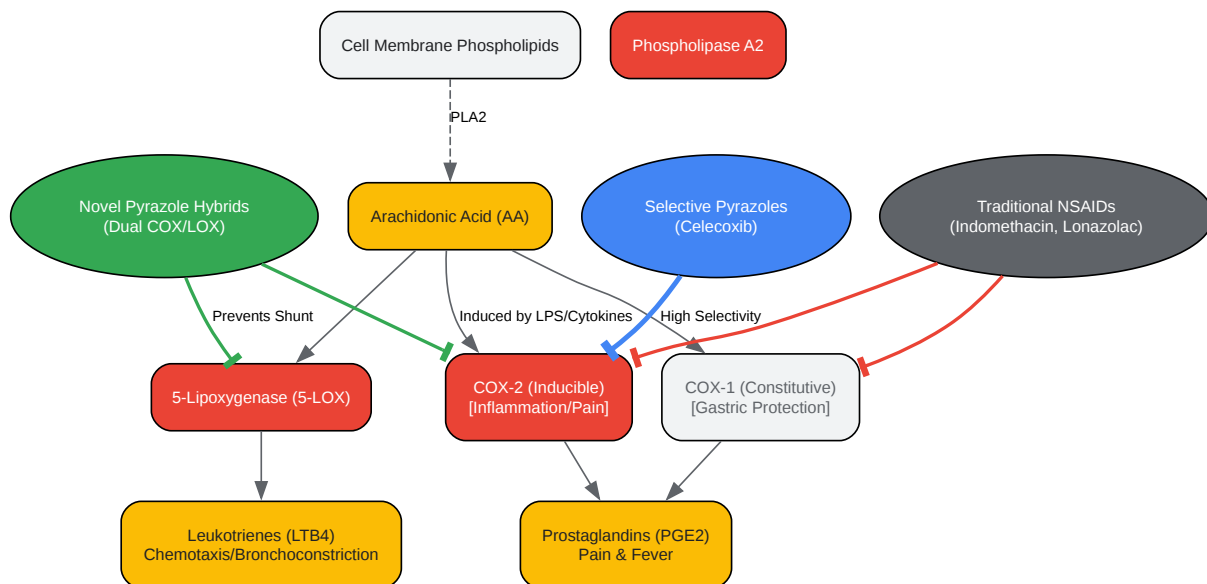 Cell Membrane Phospholipids
Phospholipase A2
PLA2
Novel Pyrazole Hybrids
(Dual COX/LOX)
Arachidonic Acid (AA)
Selective Pyrazoles
(Celecoxib)
Traditional NSAIDs
(Indomethacin, Lonazolac)
Prevents Shunt
Induced by LPS/Cytokines
High Selectivity
5-Lipoxygenase (5-LOX)
COX-2 (Inducible)
[Inflammation/Pain]
COX-1 (Constitutive)
[Gastric Protection]
Leukotrienes (LTB4)
Chemotaxis/Bronchoconstriction
Prostaglandins (PGE2)
Pain & Fever